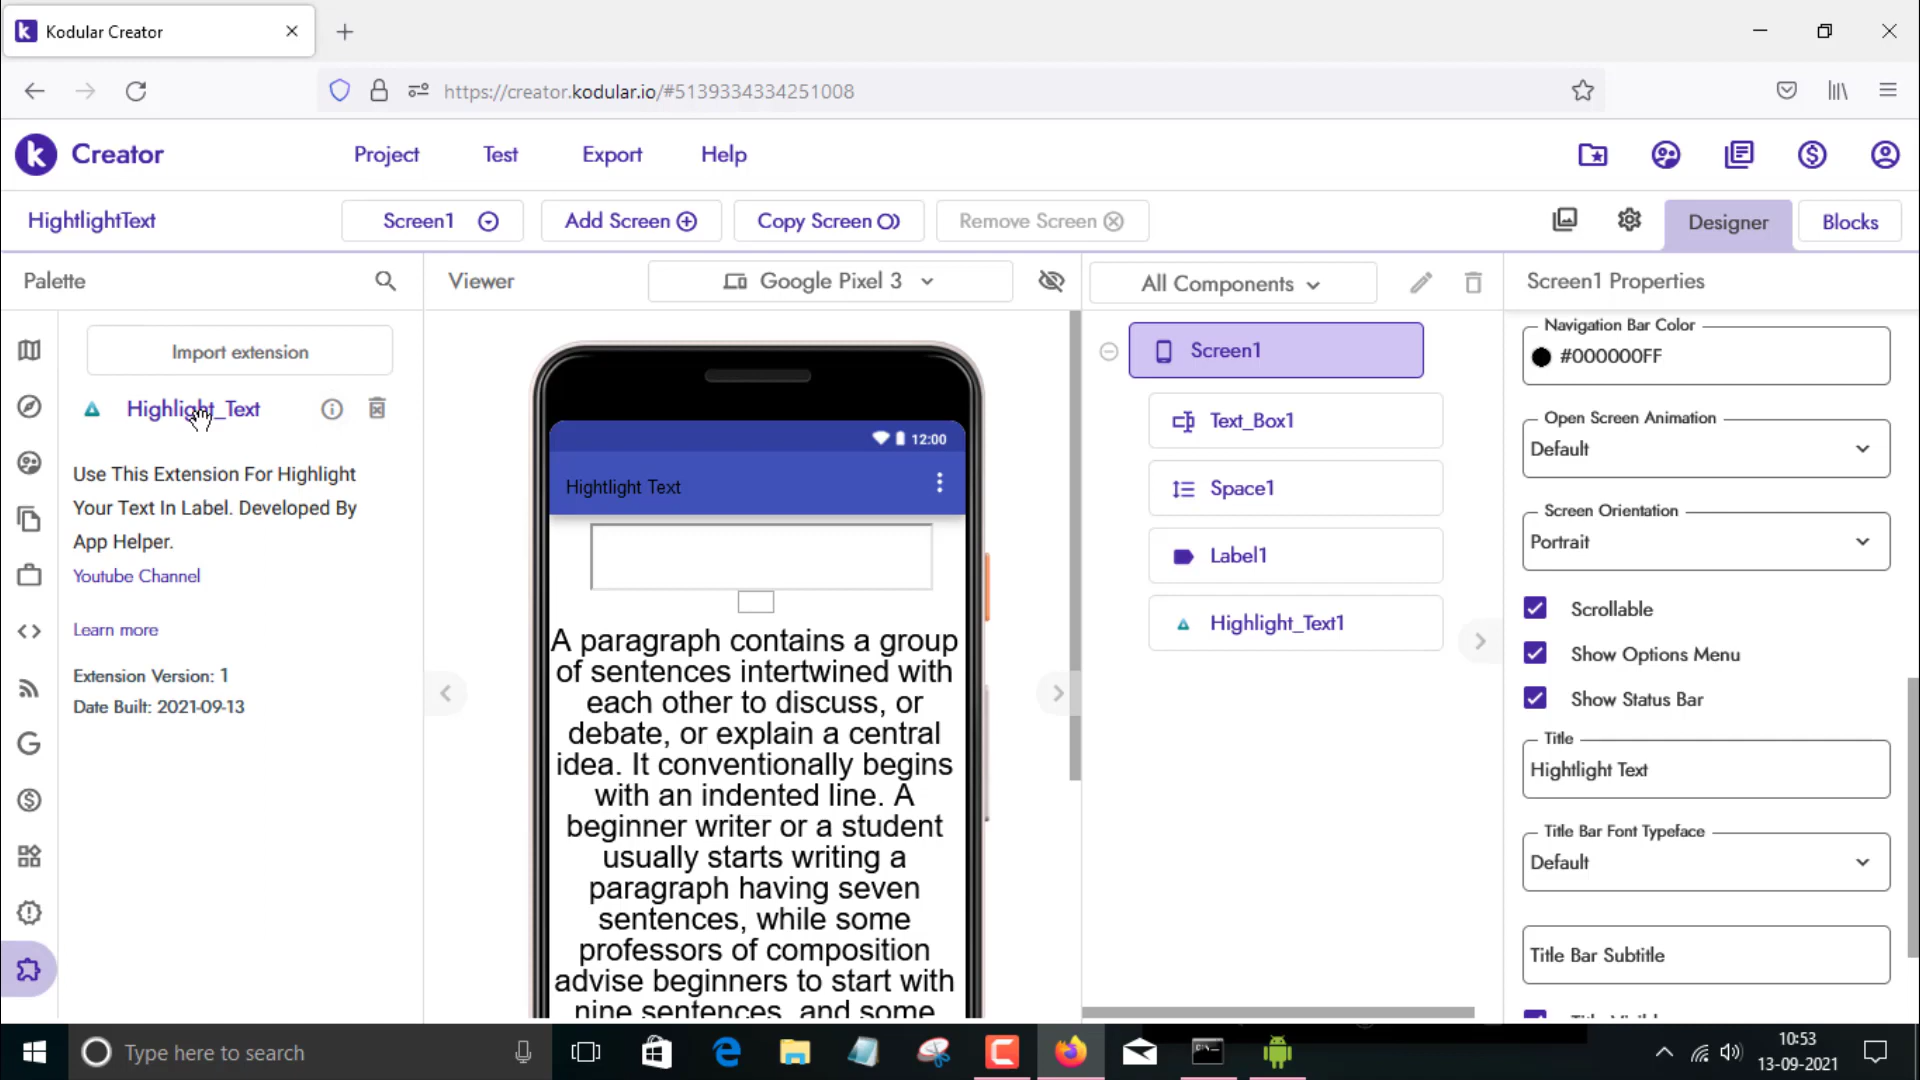 Kodular Creator
https://creator.kodular.io/#5139334334251008
Creator
Project
Test
Export
Help
HightlightText
Screen1
Add Screen
Copy Screen
Remove Screen
Designer
Blocks
Palette
Viewer
Google Pixel 3
All Components
Screen1 Properties
Import extension
Highlight_Text
Use This Extension For Highlight
Your Text In Label. Developed By
App Helper.
Youtube Channel
Learn more
Extension Version: 1
Date Built: 2021-09-13
12:00
Hightlight Text
A paragraph contains a group
of sentences intertwined with
each other to discuss, or
debate, or explain a central
idea. It conventionally begins
with an indented line. A
beginner writer or a student
usually starts writing a
paragraph having seven
sentences, while some
professors of composition
advise beginners to start with
nine sentences, and some
Screen1
Text_Box1
Space1
Label1
Highlight_Text1
Navigation Bar Color
#000000FF
Open Screen Animation
Default
Screen Orientation
Portrait
Scrollable
Show Options Menu
Show Status Bar
Title
Hightlight Text
Title Bar Font Typeface
Default
Title Bar Subtitle
Type here to search
10:53
13-09-2021